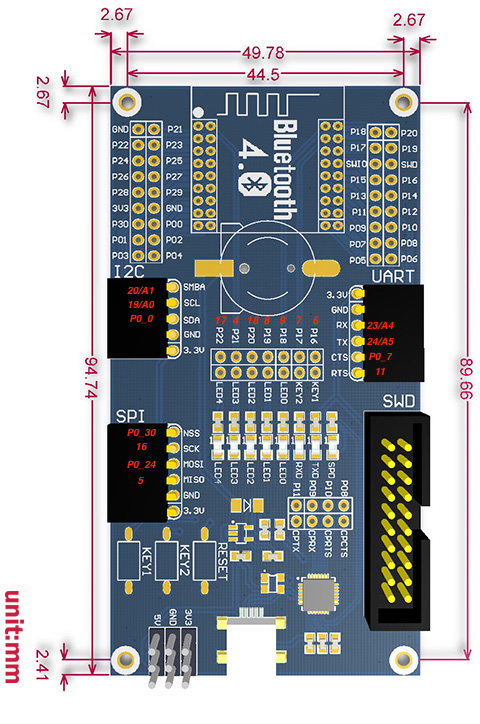 2.67
49.78
44.5
2.67
2.67
GND P21
P22 P23
P24 P25
P26 P27
P28 P29
3V3 GND
P30 P00
P01 P02
P03 P04
Bluetooth
4.0
P18 P20
P17 P19
SWIO SWD
P15 P16
P13 P14
P11 P12
P09 P10
P07 P08
P05 P06
I2C
20/A1 SMBA
19/A0 SCL
P0_0 SDA
GND
3.3V
UART
3.3V
GND
RX 23/A4
TX 24/A5
CTS P0_7
RTS 11
17 4 18 8 9 7 6
P22 P21 P20 P19 P18 P17 P16
LED4 LED3 LED2 LED1 LED0 KEY2 KEY1
94.74
89.66
SPI
P0_30 NSS
16 SCK
P0_24 MOSI
5 MISO
GND
3.3V
SWD
LED4 LED3 LED2 LED1 LED0 RXD TXD SPD
P11 P09 P10 P08
CPTX CPRX CPRTS CPCTS
KEY1 KEY2 RESET
5V GND 3V3
2.41
unit:mm